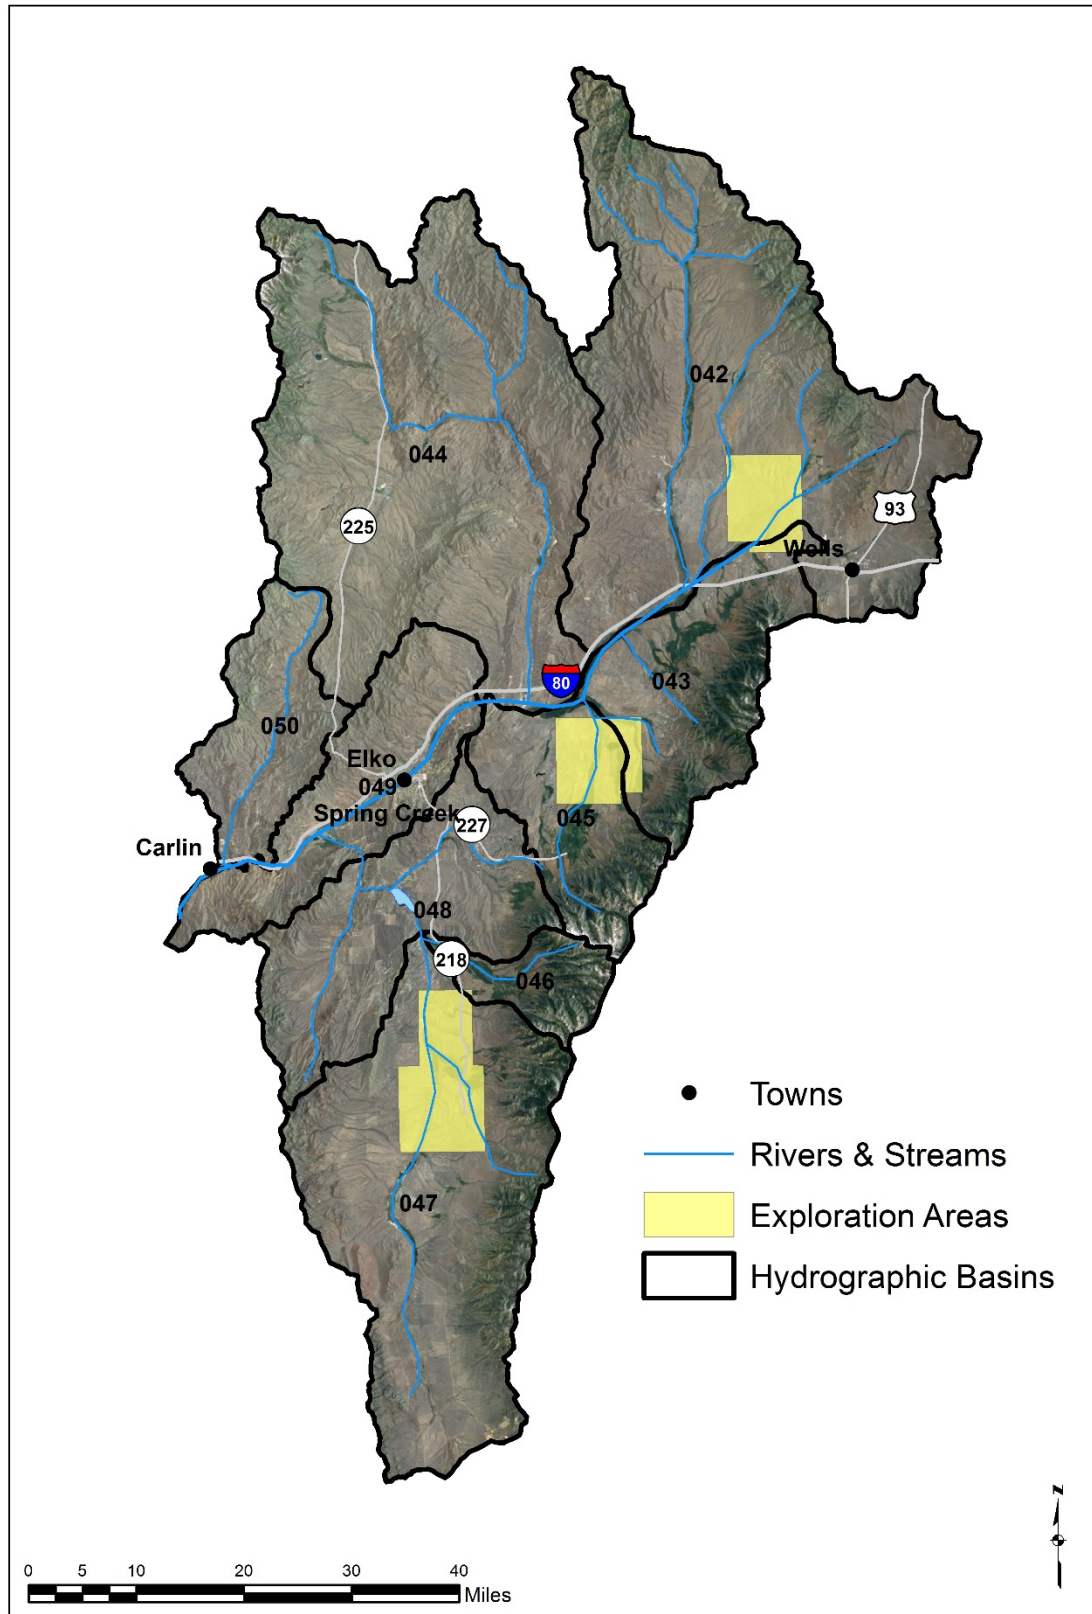 042
044
93
225
Wells
80
043
050
Elko
049
Spring Creek
227
045
Carlin
048
218
046
Towns
Rivers & Streams
047
Exploration Areas
Hydrographic Basins
N
0 5 10 20 30 40
Miles